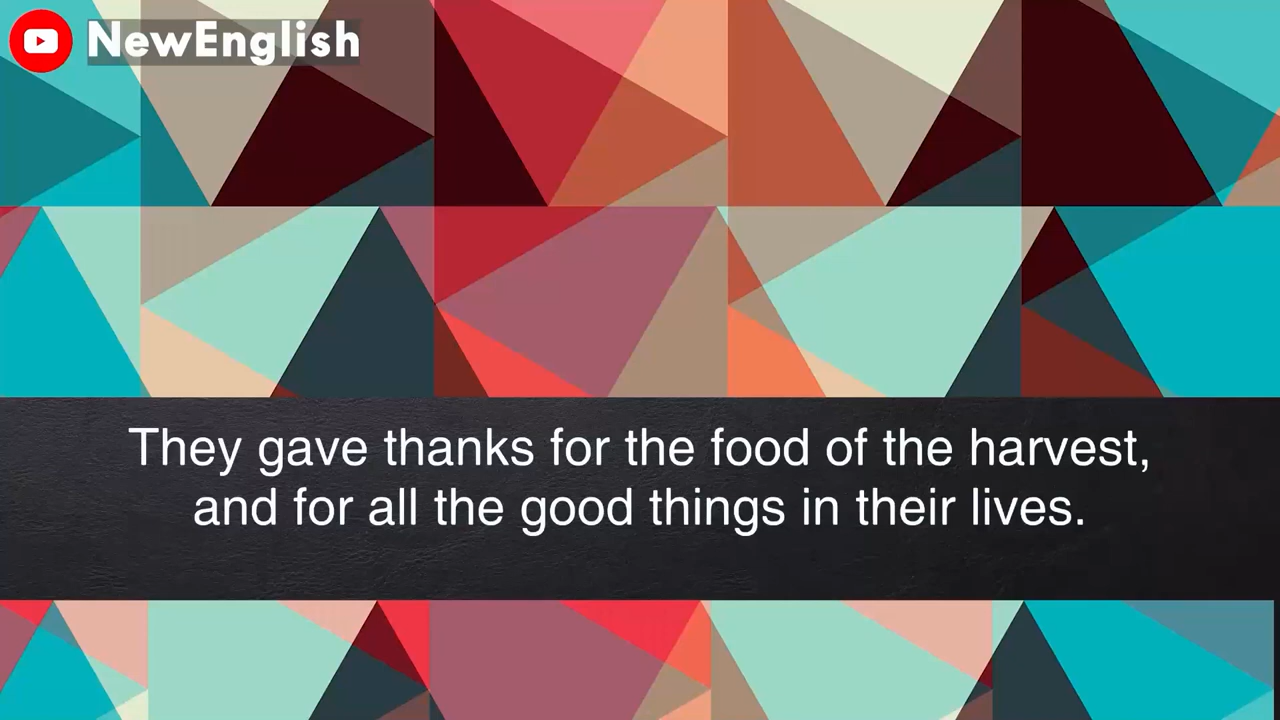 NewEnglish
They gave thanks for the food of the harvest,
and for all the good things in their lives.